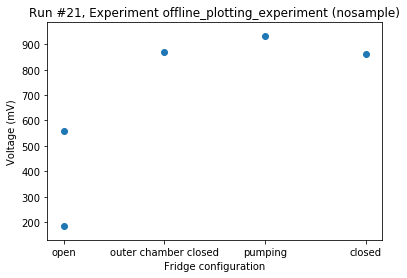 Run #21, Experiment offline_plotting_experiment (nosample)
900
800
700
600
500
400
300
200
Voltage (mV)
open outer chamber closed pumping closed
Fridge configuration